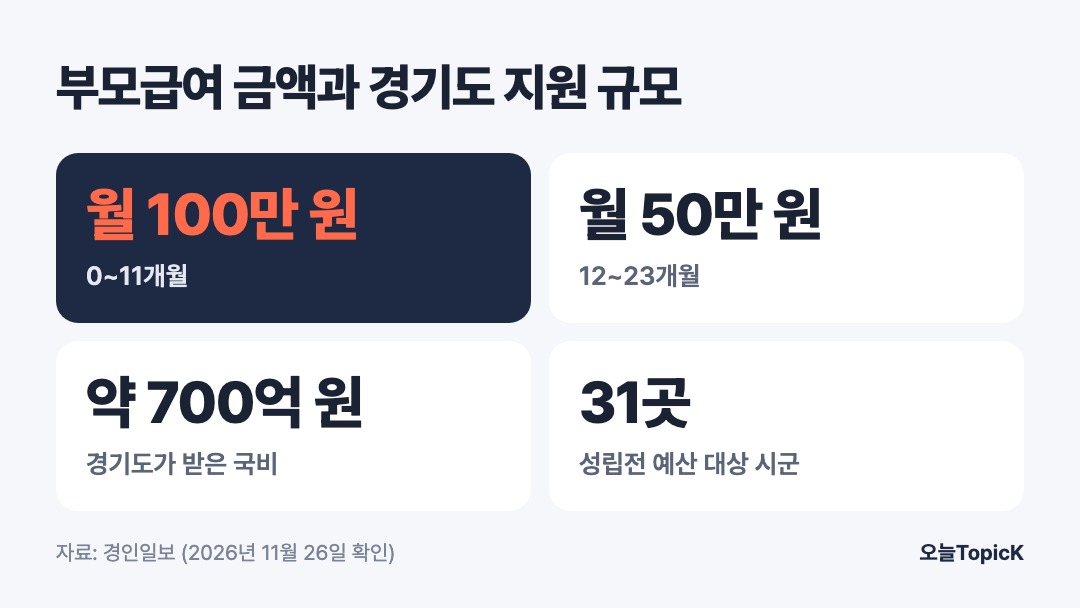 부모급여 금액과 경기도 지원 규모
월 100만 원
0~11개월
월 50만 원
12~23개월
약 700억 원
경기도가 받은 국비
31곳
성립전 예산 대상 시군
자료: 경인일보 (2026년 11월 26일 확인)
오늘TopicK